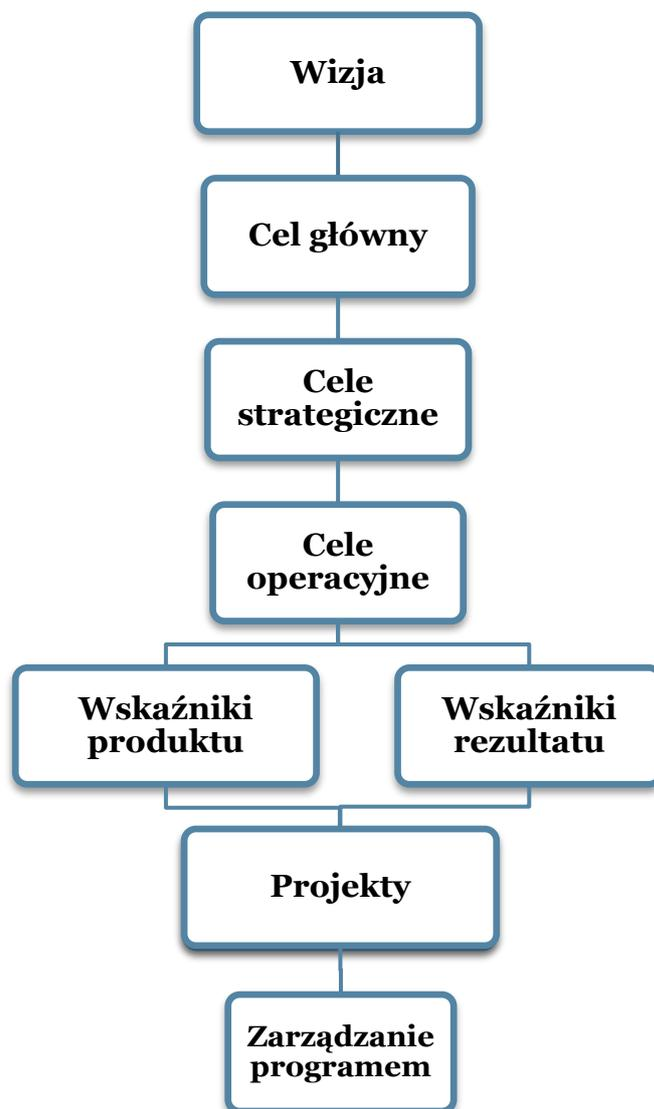 Wizja
Cel główny
Cele
strategiczne
Cele
operacyjne
Wskaźniki
produktu
Wskaźniki
rezultatu
Projekty
Zarządzanie
programem